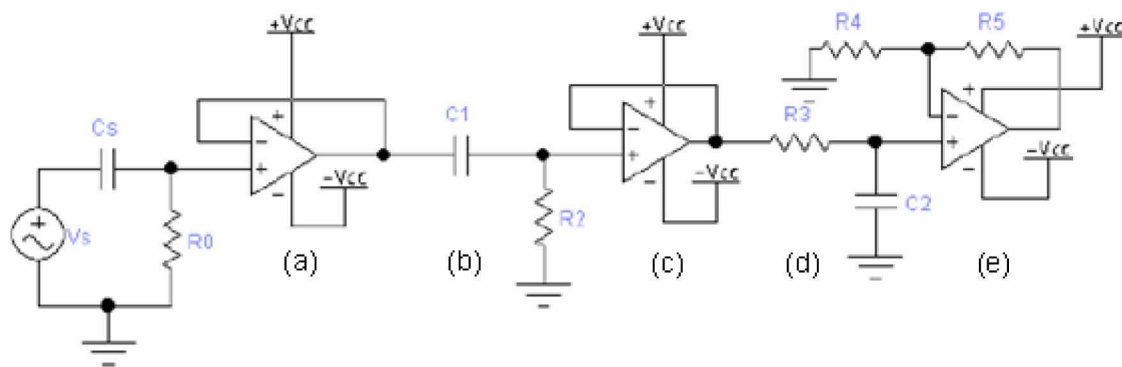 +Vcc
+Vcc
R4
R5
+Vcc
+
-
+
-
-Vcc
Cs
C1
+
-
+
-
-Vcc
R3
+
-
+
-
-Vcc
+
Vs
R0
R2
C2
(a)
(b)
(c)
(d)
(e)